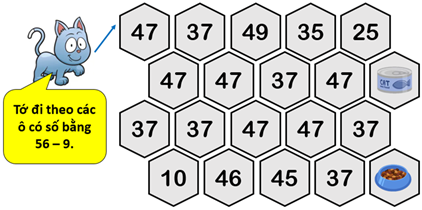 47 37 49 35 25
47 47 37 47 CAT
37 37 47 47 37
10 46 45 37
Tớ đi theo các
ô có số bằng
56 – 9.